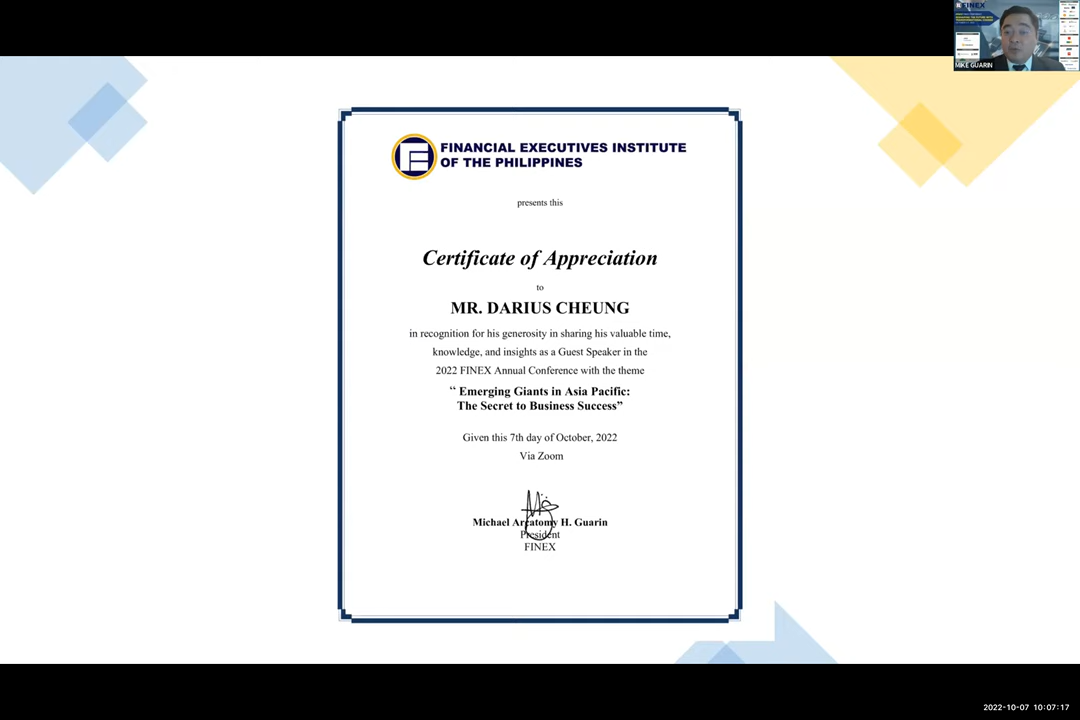 FINEX
MIKE GUARIN
FINANCIAL EXECUTIVES INSTITUTE
OF THE PHILIPPINES
presents this
Certificate of Appreciation
to
MR. DARIUS CHEUNG
in recognition for his generosity in sharing his valuable time,
knowledge, and insights as a Guest Speaker in the
2022 FINEX Annual Conference with the theme
“ Emerging Giants in Asia Pacific:
The Secret to Business Success”
Given this 7th day of October, 2022
Via Zoom
Michael Arcatomy H. Guarin
President
FINEX
2022-10-07 10:07:17